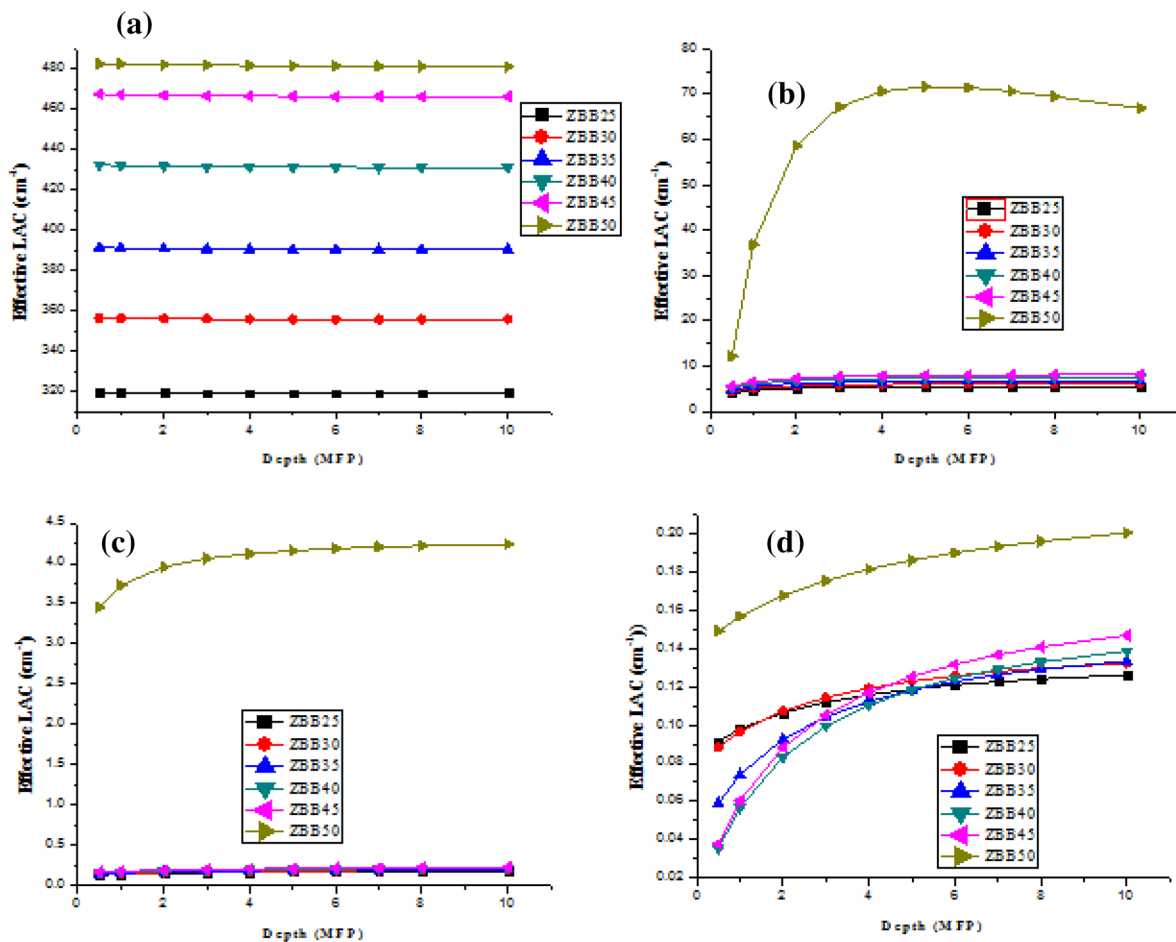 (a)
Effective LAC (cm⁻¹)
480
460
440
420
400
380
360
340
320
0
2
4
6
8
10
Depth (MFP)
ZBB25
ZBB30
ZBB35
ZBB40
ZBB45
ZBB50
(b)
Effective LAC (cm⁻¹)
80
70
60
50
40
30
20
10
0
0
2
4
6
8
10
Depth (MFP)
ZBB25
ZBB30
ZBB35
ZBB40
ZBB45
ZBB50
(c)
Effective LAC (cm⁻¹)
4.5
4.0
3.5
3.0
2.5
2.0
1.5
1.0
0.5
0.0
0
2
4
6
8
10
Depth (MFP)
ZBB25
ZBB30
ZBB35
ZBB40
ZBB45
ZBB50
(d)
Effective LAC (cm⁻¹))
0.20
0.18
0.16
0.14
0.12
0.10
0.08
0.06
0.04
0.02
0
2
4
6
8
10
Depth (MFP)
ZBB25
ZBB30
ZBB35
ZBB40
ZBB45
ZBB50